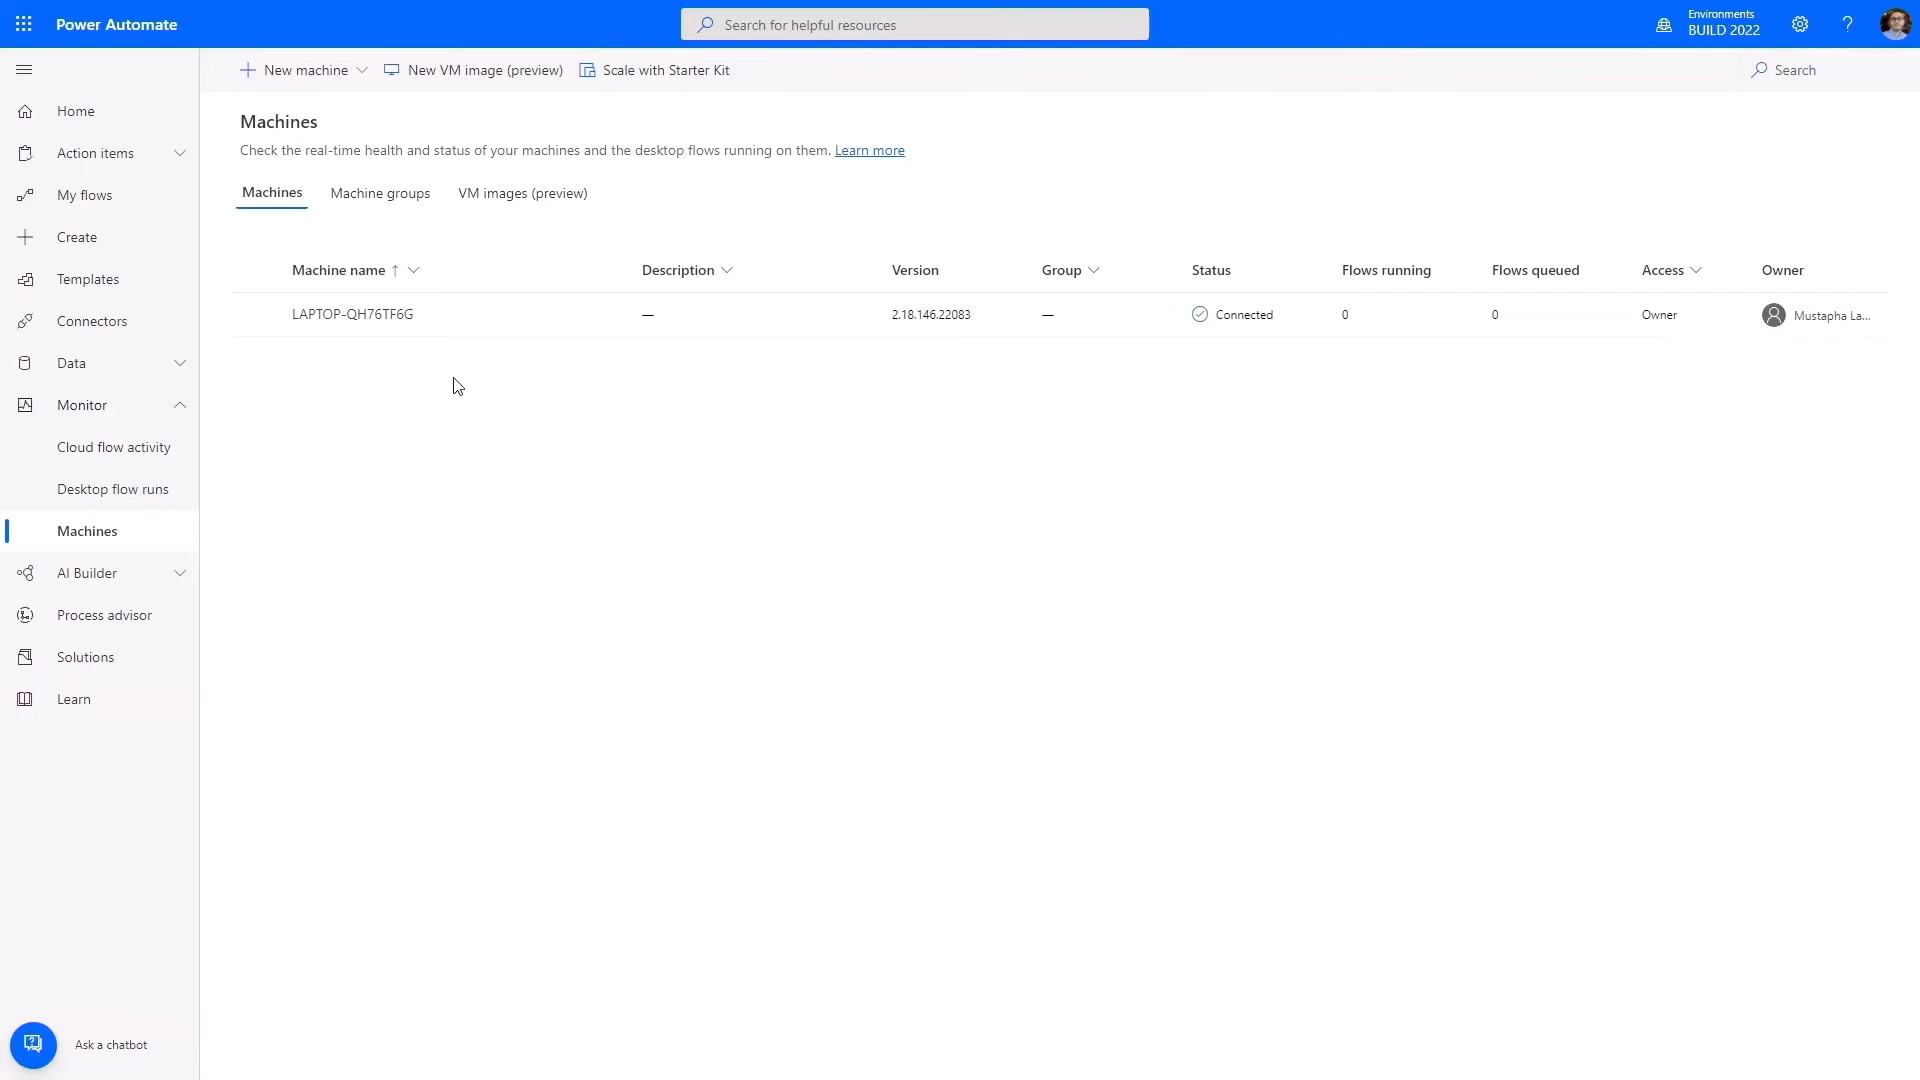 Power Automate
Search for helpful resources
Environments
BUILD 2022
?
New machine
New VM image (preview)
Scale with Starter Kit
Search
Home
Action items
My flows
Create
Templates
Connectors
Data
Monitor
Cloud flow activity
Desktop flow runs
Machines
AI Builder
Process advisor
Solutions
Learn
Ask a chatbot
Machines
Check the real-time health and status of your machines and the desktop flows running on them. Learn more
Machines Machine groups VM images (preview)
Machine name ↑ Description Version Group Status Flows running Flows queued Access Owner
LAPTOP-QH76TF6G — 2.18.146.22083 — Connected 0 0 Owner Mustapha La...